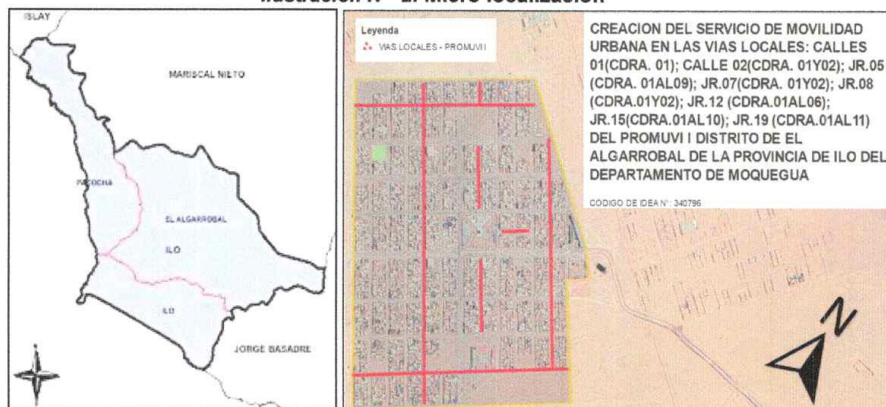 Ilustración N° 2. Micro localización
ISLAY
MARISCAL NIETO
PACOCHA
EL ALGARROBAL
ILO
ILO
JORGE BASADRE
Leyenda
VIAS LOCALES - PROMUVI I
CREACION DEL SERVICIO DE MOVILIDAD
URBANA EN LAS VIAS LOCALES: CALLES
01(CDRA. 01); CALLE 02(CDRA. 01Y02); JR.05
(CDRA. 01AL09); JR.07(CDRA. 01Y02); JR.08
(CDRA.01Y02); JR.12 (CDRA.01AL06);
JR.15(CDRA.01AL10); JR.19 (CDRA.01AL11)
DEL PROMUVI I DISTRITO DE EL
ALGARROBAL DE LA PROVINCIA DE ILO DEL
DEPARTAMENTO DE MOQUEGUA
CODIGO DE IDEA N°: 340796
N